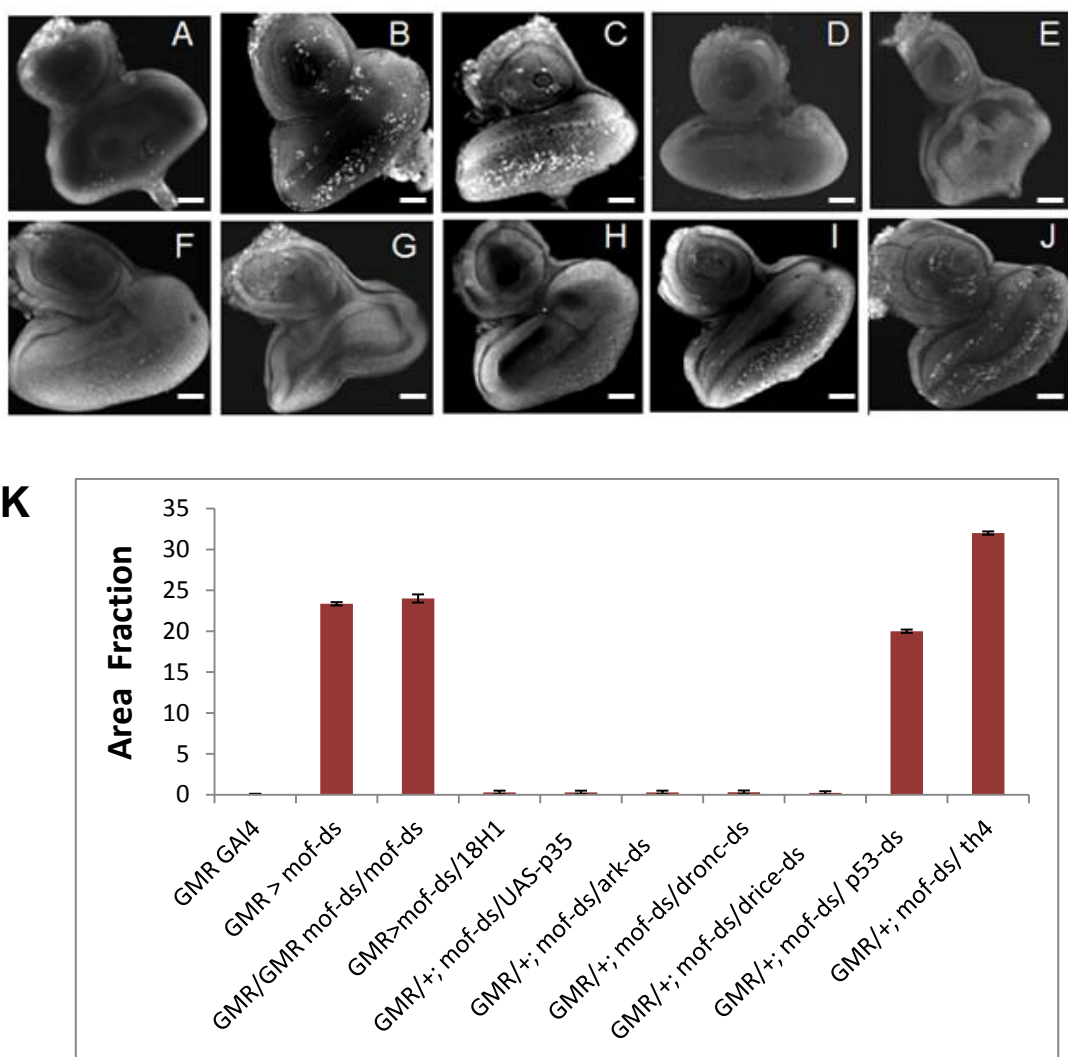 A B C D E
F G H I J
K
Area Fraction
35
30
25
20
15
10
5
0
GMR GAl4
GMR > mof-ds
GMR/GMR mof-ds/mof-ds
GMR>mof-ds/18H1
GMR/+; mof-ds/UAS-p35
GMR/+; mof-ds/ark-ds
GMR/+; mof-ds/dronc-ds
GMR/+; mof-ds/drice-ds
GMR/+; mof-ds/ p53-ds
GMR/+; mof-ds/ th4